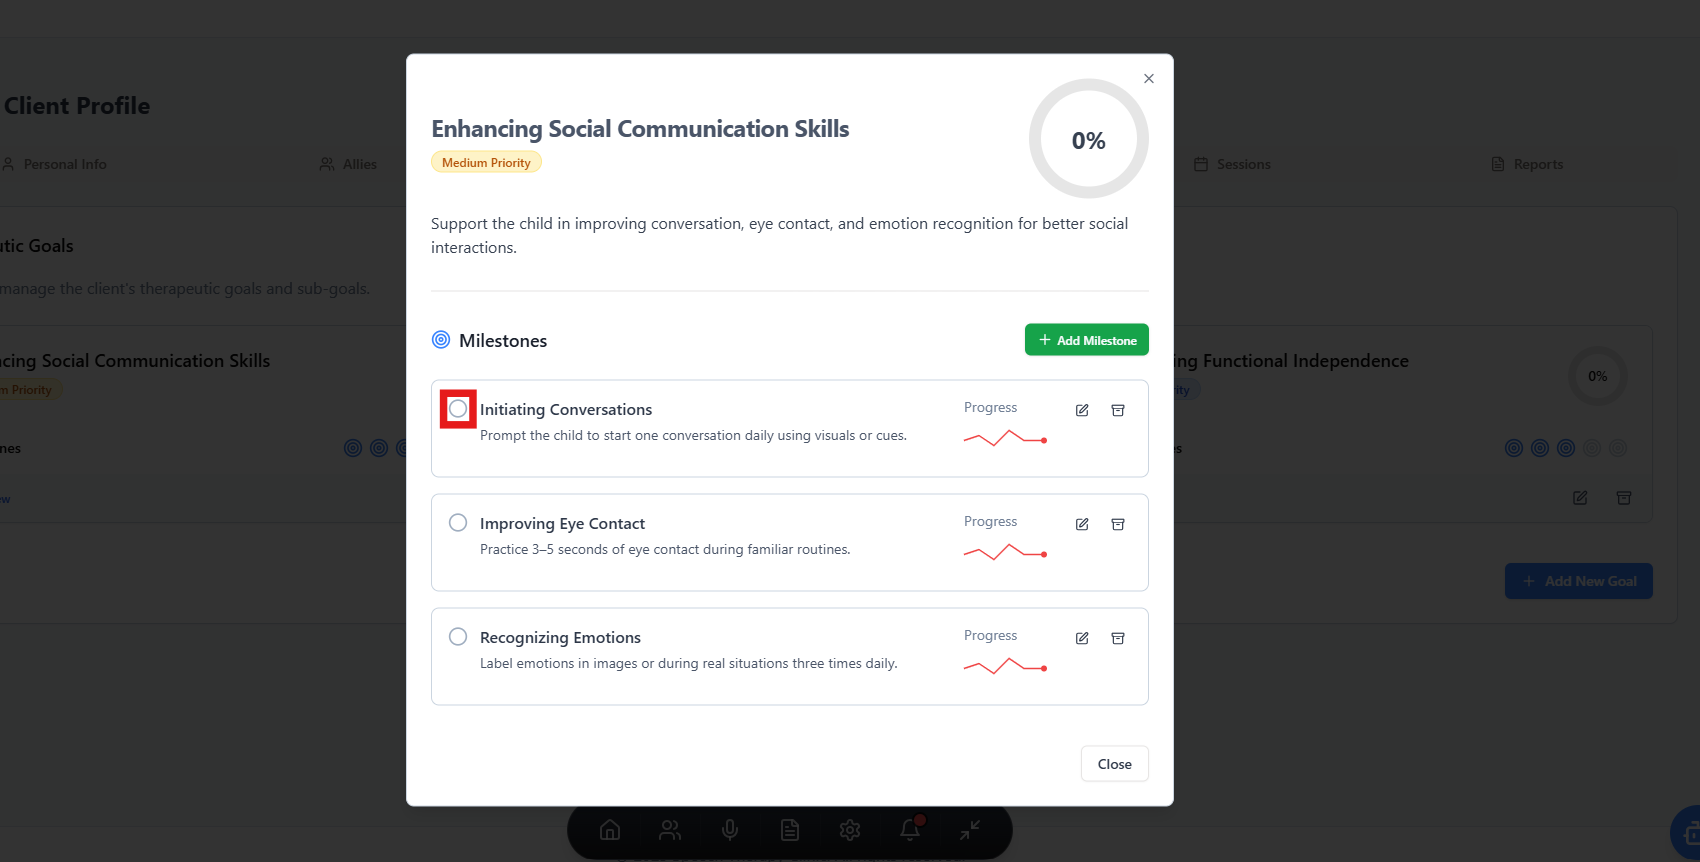 Client Profile
Personal Info
Allies
Sessions
Reports
Enhancing Social Communication Skills
Medium Priority
0%
Support the child in improving conversation, eye contact, and emotion recognition for better social
interactions.
Goals
manage the client's therapeutic goals and sub-goals.
Milestones
Add Milestone
Social Communication Skills
Priority
Functional Independence
0%
Initiating Conversations
Prompt the child to start one conversation daily using visuals or cues.
Progress
Improving Eye Contact
Practice 3–5 seconds of eye contact during familiar routines.
Progress
Add New Goal
Recognizing Emotions
Label emotions in images or during real situations three times daily.
Progress
Close